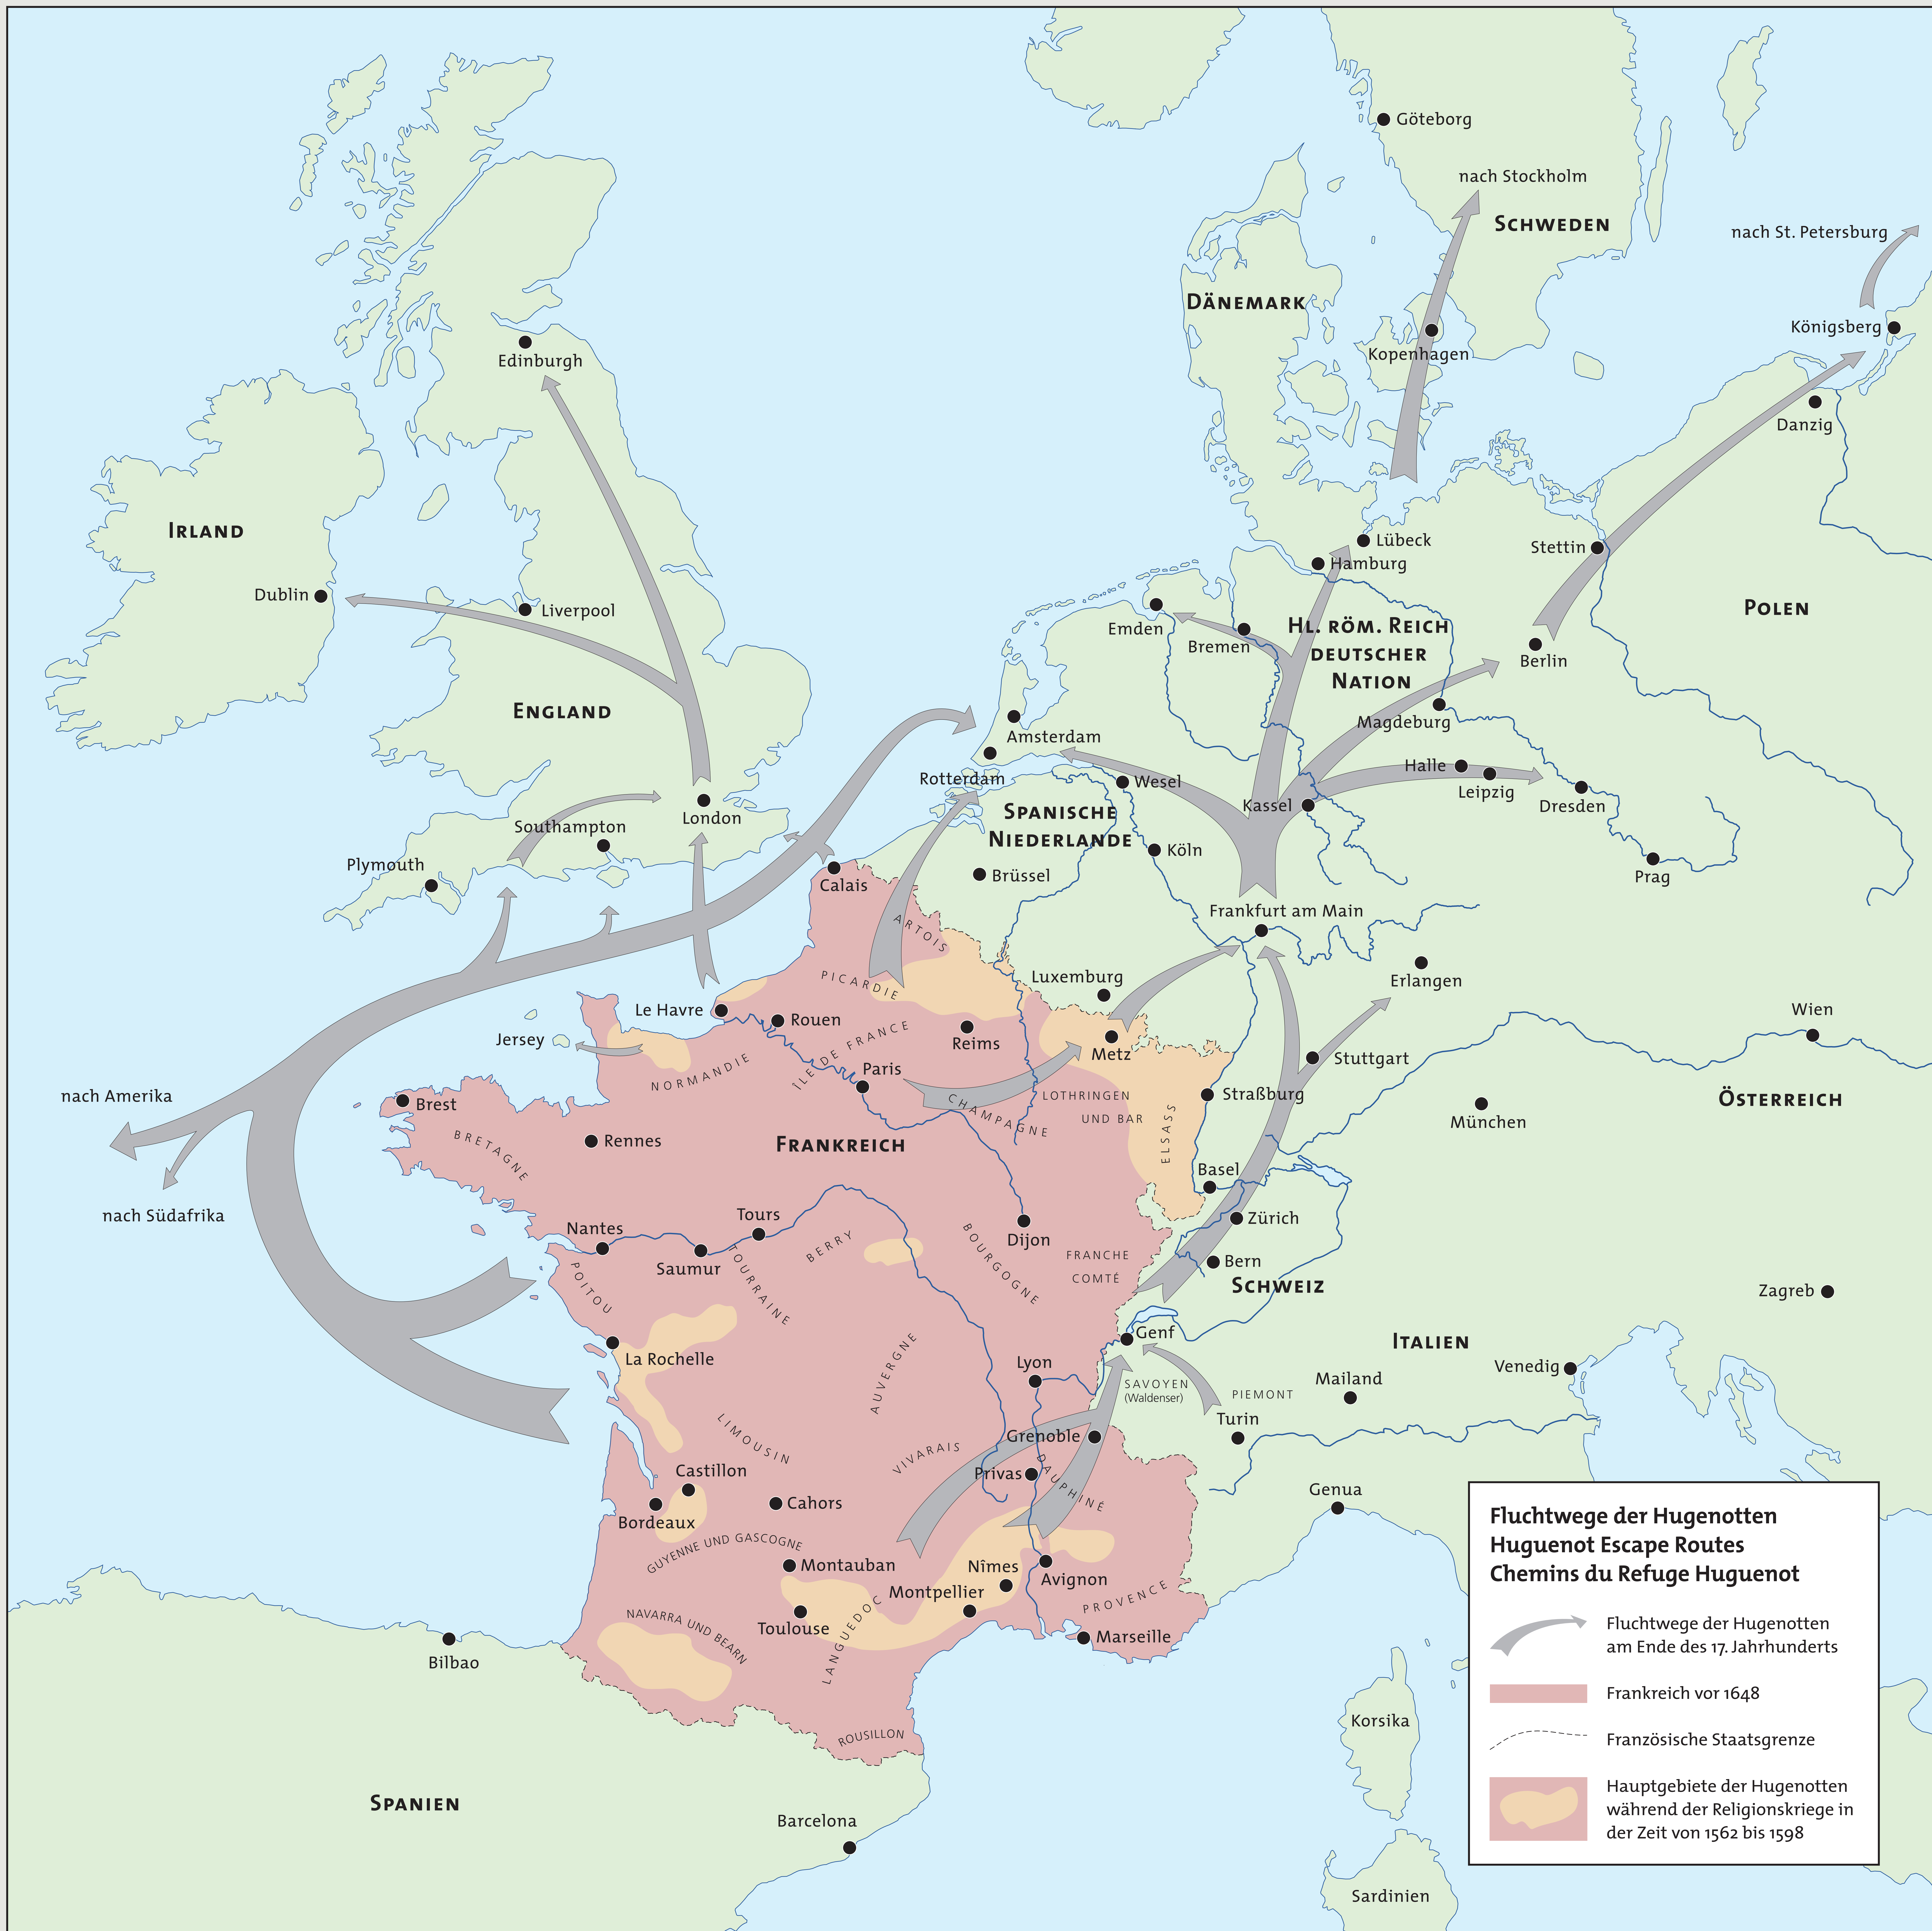 Göteborg
nach Stockholm
SCHWEDEN
nach St. Petersburg
DÄNEMARK
Königsberg
Kopenhagen
Edinburgh
Danzig
IRLAND
Lübeck
Stettin
Hamburg
Dublin
Liverpool
POLEN
Emden
Bremen
HL. RÖM. REICH
DEUTSCHER
NATION
Berlin
ENGLAND
Magdeburg
Amsterdam
Rotterdam
Wesel
Halle
Leipzig
Dresden
Kassel
London
Southampton
SPANISCHE
NIEDERLANDE
Köln
Plymouth
Brüssel
Calais
Prag
Frankfurt am Main
ARTOIS
Erlangen
PICARDIE
Luxemburg
Le Havre
Rouen
Reims
Wien
Jersey
ÎLE DE FRANCE
Metz
Stuttgart
NORMANDIE
Paris
nach Amerika
Brest
CHAMPAGNE
LOTHRINGEN
UND BAR
Straßburg
ÖSTERREICH
München
BRETAGNE
Rennes
FRANKREICH
ELSASS
Basel
nach Südafrika
Nantes
Tours
Zürich
Saumur
TOURRAINE
BERRY
Dijon
BOURGOGNE
FRANCHE
COMTÉ
Bern
SCHWEIZ
POITOU
Zagreb
Genf
ITALIEN
La Rochelle
AUVERGNE
Lyon
SAVOYEN
(Waldenser)
PIEMONT
Mailand
Venedig
LIMOUSIN
Turin
Grenoble
VIVARAIS
Castillon
Privas
DAUPHINÉ
Cahors
Bordeaux
Genua
GUYENNE UND GASCOGNE
Montauban
Nîmes
Avignon
Montpellier
PROVENCE
NAVARRA UND BEARN
Toulouse
LANGUEDOC
Marseille
Bilbao
ROUSILLON
Korsika
SPANIEN
Barcelona
Sardinien
Fluchtwege der Hugenotten
Huguenot Escape Routes
Chemins du Refuge Huguenot
Fluchtwege der Hugenotten
am Ende des 17. Jahrhunderts
Frankreich vor 1648
Französische Staatsgrenze
Hauptgebiete der Hugenotten
während der Religionskriege in
der Zeit von 1562 bis 1598